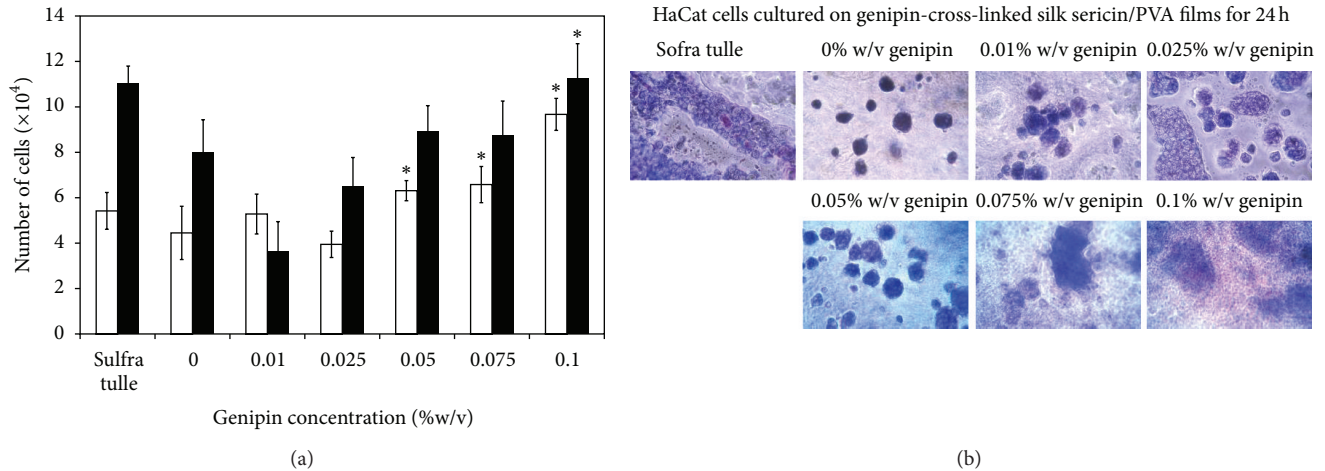 14
12
10
8
6
4
2
0
Number of cells (×10⁴)
* * * *
Sulfra tulle 0 0.01 0.025 0.05 0.075 0.1
Genipin concentration (%w/v)
(a)
HaCat cells cultured on genipin-cross-linked silk sericin/PVA films for 24 h
Sofra tulle 0% w/v genipin 0.01% w/v genipin 0.025% w/v genipin
0.05% w/v genipin 0.075% w/v genipin 0.1% w/v genipin
(b)